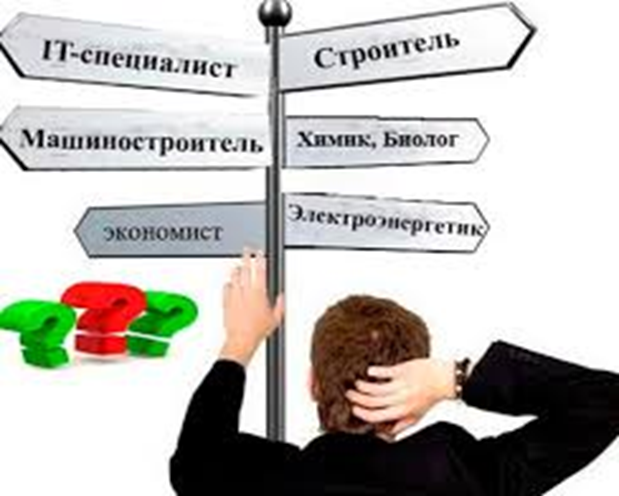 IT-специалист
Строитель
Машиностроитель
Химик, Биолог
экономист
Электроэнергетик
???